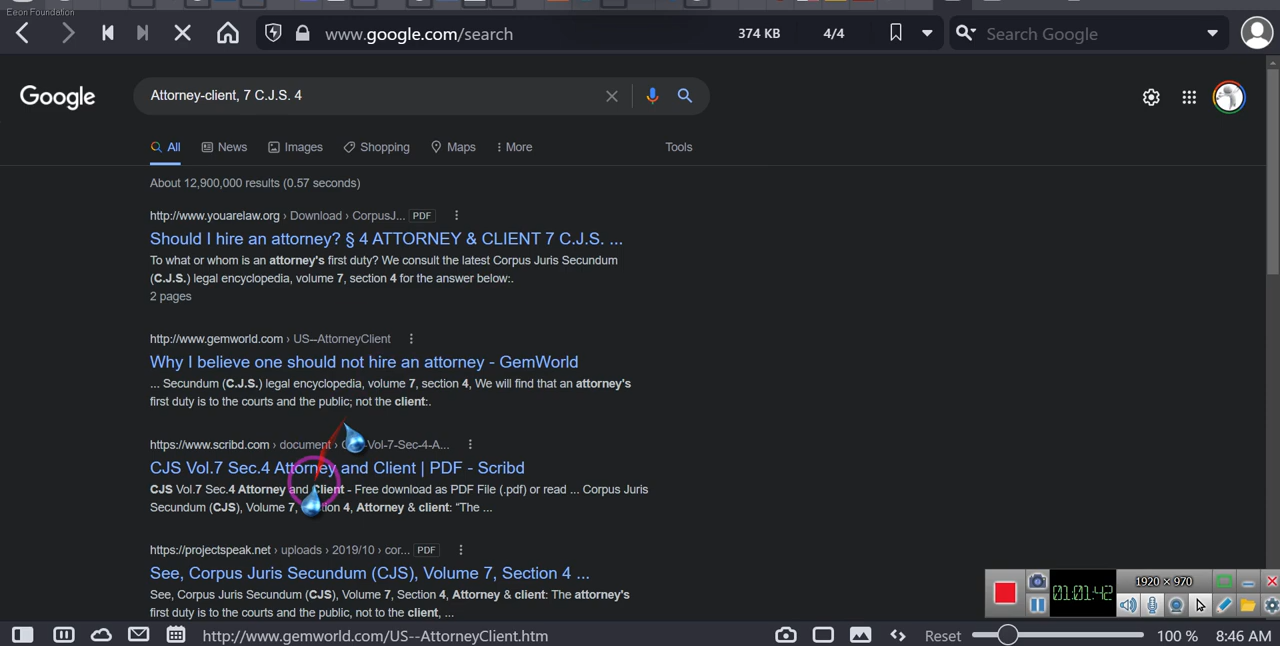 Eeon Foundation
www.google.com/search
374 KB
4/4
Search Google
Google
Attorney-client, 7 C.J.S. 4
All
News
Images
Shopping
Maps
More
Tools
About 12,900,000 results (0.57 seconds)
http://www.youarelaw.org › Download › CorpusJ... PDF
Should I hire an attorney? § 4 ATTORNEY & CLIENT 7 C.J.S. ...
To what or whom is an attorney's first duty? We consult the latest Corpus Juris Secundum
(C.J.S.) legal encyclopedia, volume 7, section 4 for the answer below:.
2 pages
http://www.gemworld.com › US--AttorneyClient
Why I believe one should not hire an attorney - GemWorld
... Secundum (C.J.S.) legal encyclopedia, volume 7, section 4, We will find that an attorney's
first duty is to the courts and the public; not the client:.
https://www.scribd.com › document › Vol-7-Sec-4-A...
CJS Vol.7 Sec.4 Attorney and Client | PDF - Scribd
CJS Vol.7 Sec.4 Attorney and Client - Free download as PDF File (.pdf) or read ... Corpus Juris
Secundum (CJS), Volume 7, 4, Attorney & client: “The ...
https://projectspeak.net › uploads › 2019/10 › cor... PDF
See, Corpus Juris Secundum (CJS), Volume 7, Section 4 ...
See, Corpus Juris Secundum (CJS), Volume 7, Section 4, Attorney & client: The attorney's
first duty is to the courts and the public, not to the client, ...
1920 × 970
01:01:42
http://www.gemworld.com/US--AttorneyClient.htm
Reset
100 %
8:46 AM